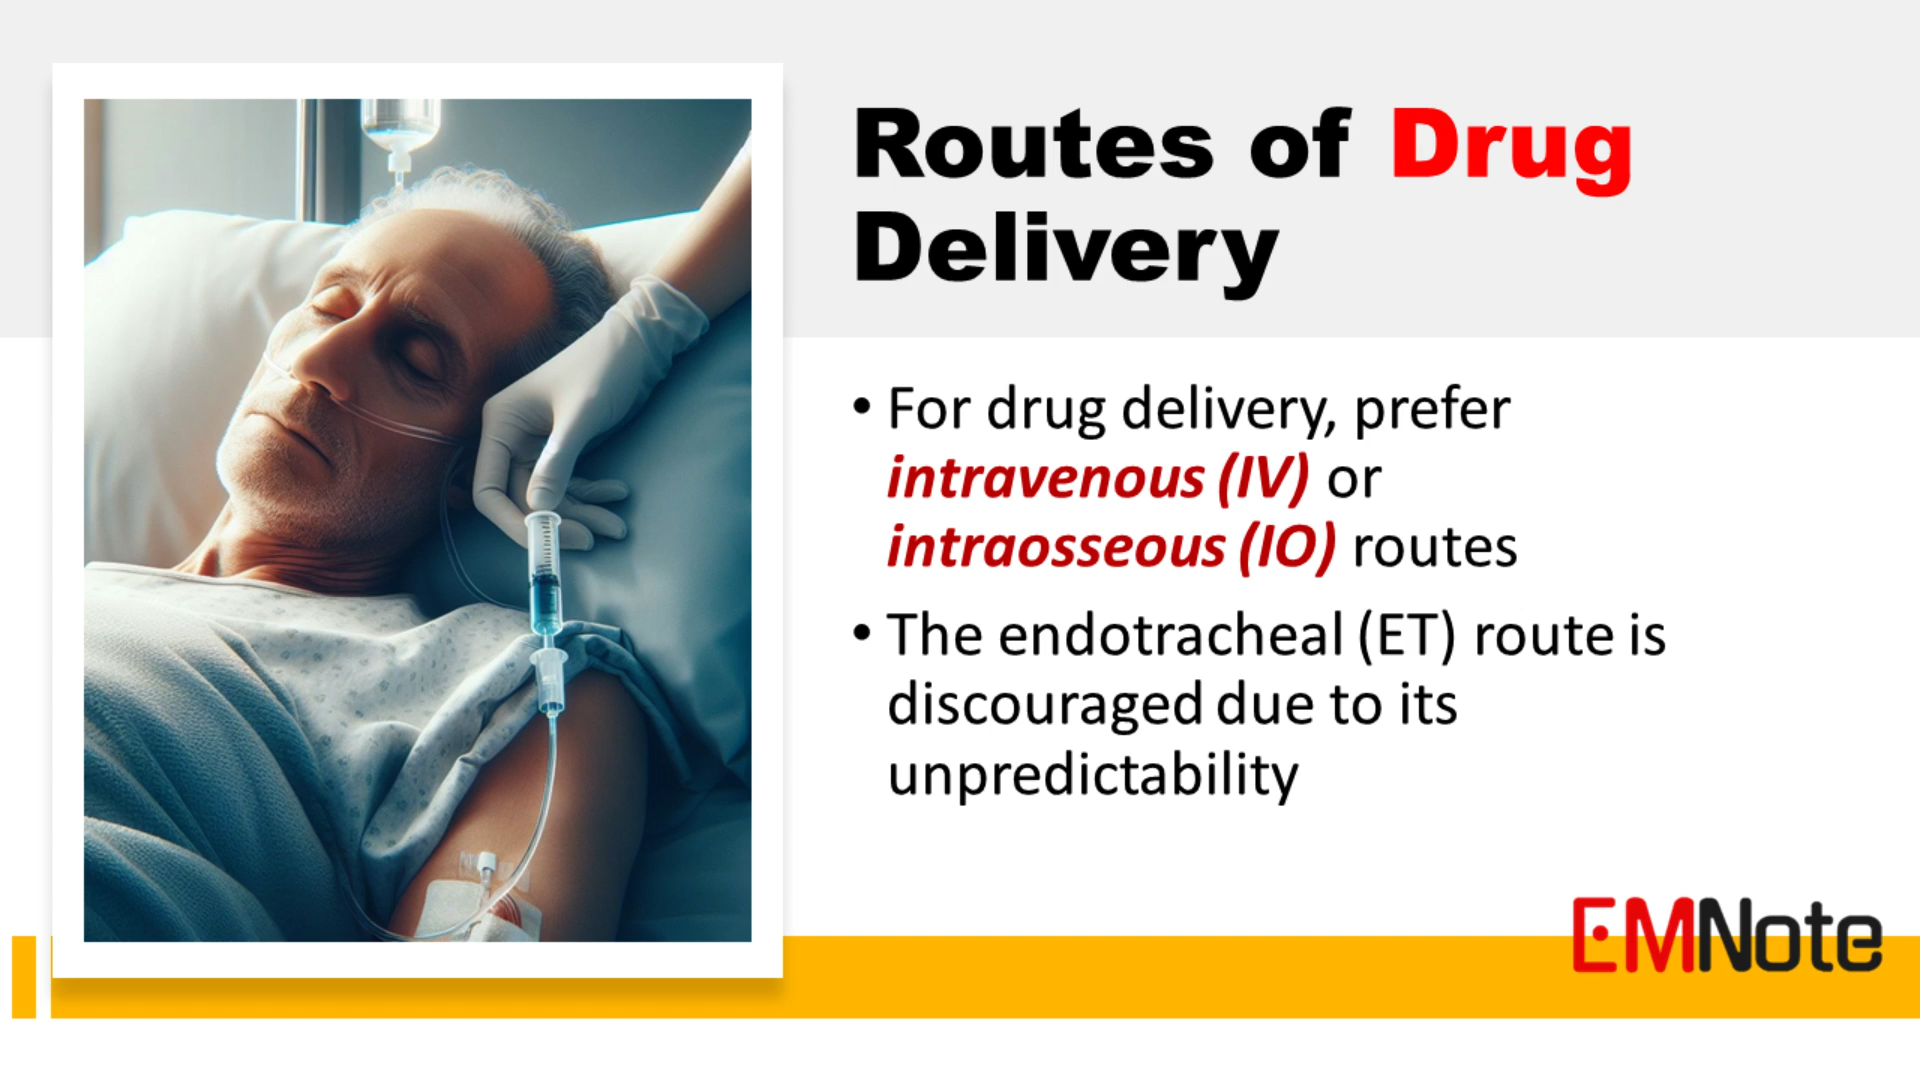 Routes of Drug
Delivery
• For drug delivery, prefer
intravenous (IV) or
intraosseous (IO) routes
• The endotracheal (ET) route is
discouraged due to its
unpredictability
EMNote